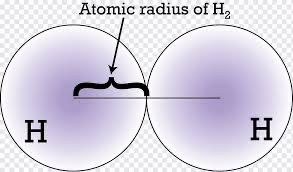 Atomic radius of H₂
H
H